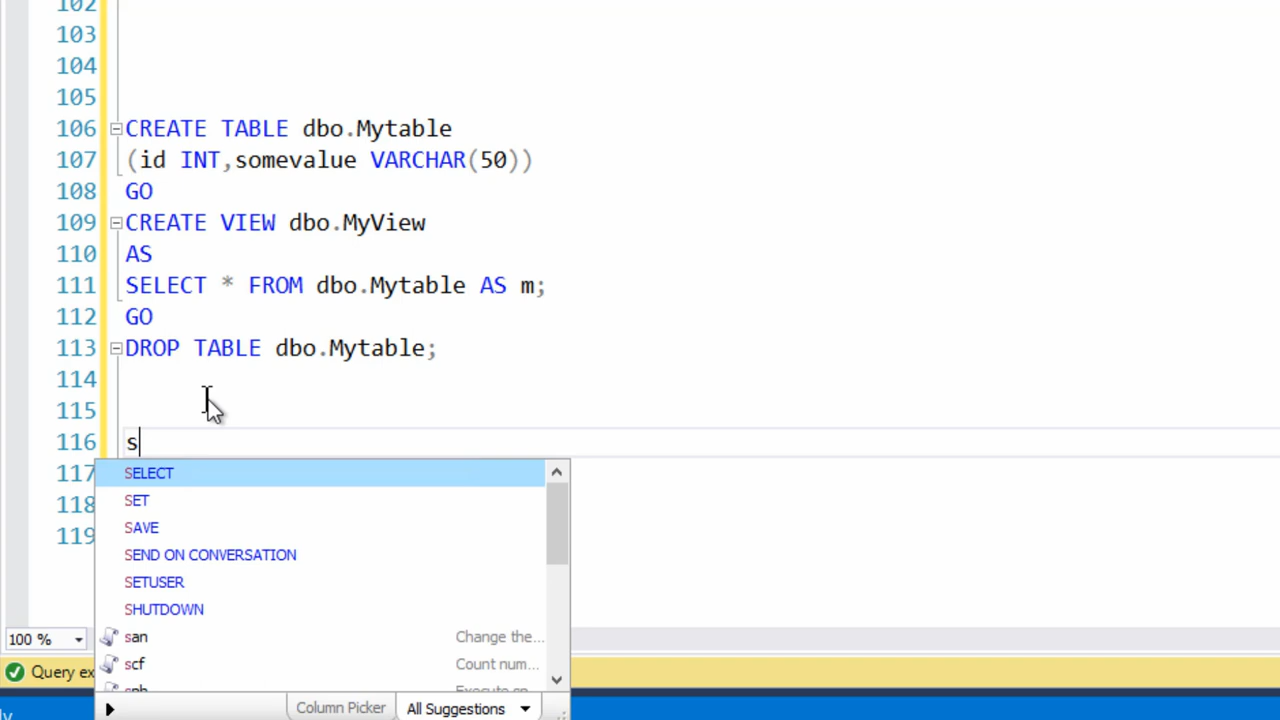 102
103
104
105
106 CREATE TABLE dbo.Mytable
107 (id INT,somevalue VARCHAR(50))
108 GO
109 CREATE VIEW dbo.MyView
110 AS
111 SELECT * FROM dbo.Mytable AS m;
112 GO
113 DROP TABLE dbo.Mytable;
114
115
116 s
117
118
119
SELECT
SET
SAVE
SEND ON CONVERSATION
SETUSER
SHUTDOWN
san Change the...
scf Count num...
100 %
Query ex
Column Picker All Suggestions